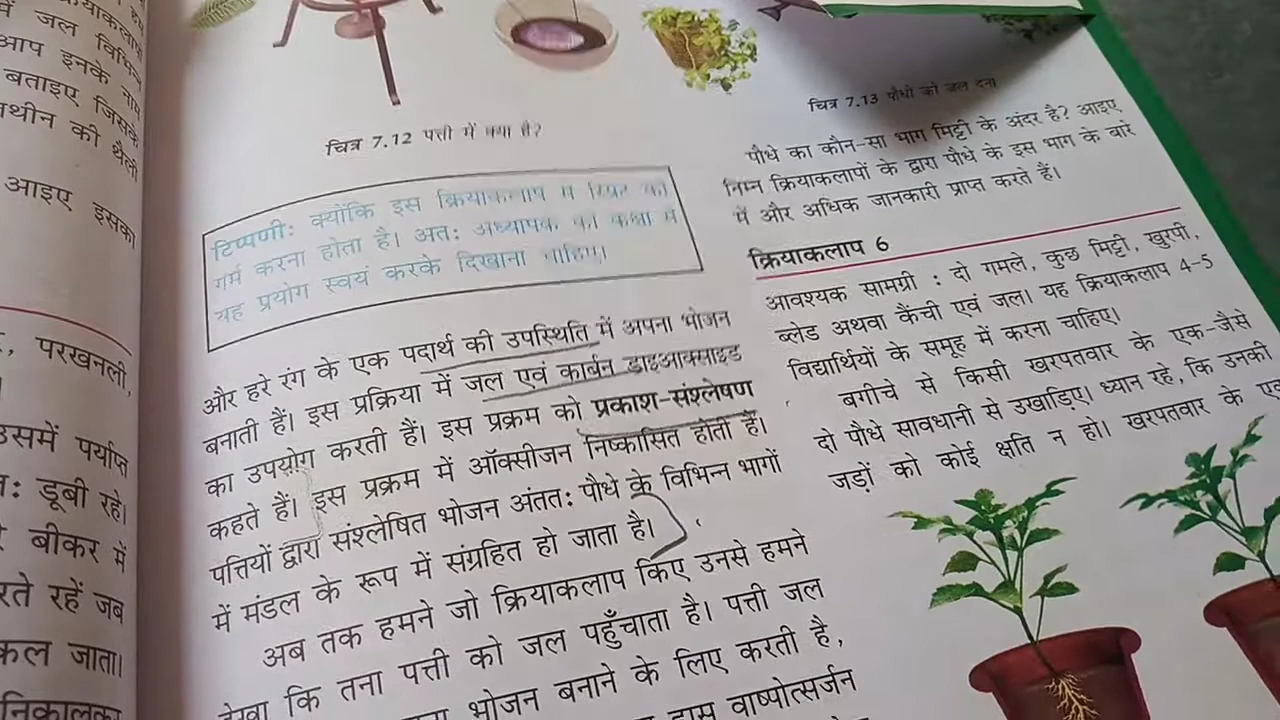 क्रियाकलापों
में जल विभिन्न
आप इनके नाम
बताइए जिसके
थीन की थैली
आइए इसका
, परखनली,
उसमें पर्याप्त
त: डूबी रहे।
बीकर में
रते रहें जब
कल जाता।
निकालकर
चित्र 7.12 पत्ती में क्या है?
टिप्पणी: क्योंकि इस क्रियाकलाप में स्प्रिट को
गर्म करना होता है। अत: अध्यापक को कक्षा में
यह प्रयोग स्वयं करके दिखाना चाहिए।
और हरे रंग के एक पदार्थ की उपस्थिति में अपना भोजन
बनाती हैं। इस प्रक्रिया में जल एवं कार्बन डाइआक्साइड
का उपयोग करती हैं। इस प्रक्रम को प्रकाश-संश्लेषण
कहते हैं। इस प्रक्रम में ऑक्सीजन निष्कासित होती है।
पत्तियों द्वारा संश्लेषित भोजन अंतत: पौधे के विभिन्न भागों
में मंडल के रूप में संग्रहित हो जाता है।
अब तक हमने जो क्रियाकलाप किए उनसे हमने
देखा कि तना पत्ती को जल पहुँचाता है। पत्ती जल
भोजन बनाने के लिए करती है,
वाष्पोत्सर्जन
चित्र 7.13 पौधों को जल देना
पौधे का कौन-सा भाग मिट्टी के अंदर है? आइए
निम्न क्रियाकलापों के द्वारा पौधे के इस भाग के बारे
में और अधिक जानकारी प्राप्त करते हैं।
क्रियाकलाप 6
आवश्यक सामग्री : दो गमले, कुछ मिट्टी, खुरपी,
ब्लेड अथवा कैंची एवं जल। यह क्रियाकलाप 4-5
विद्यार्थियों के समूह में करना चाहिए।
बगीचे से किसी खरपतवार के एक-जैसे
दो पौधे सावधानी से उखाड़िए। ध्यान रहे, कि उनकी
जड़ों को कोई क्षति न हो। खरपतवार के एक